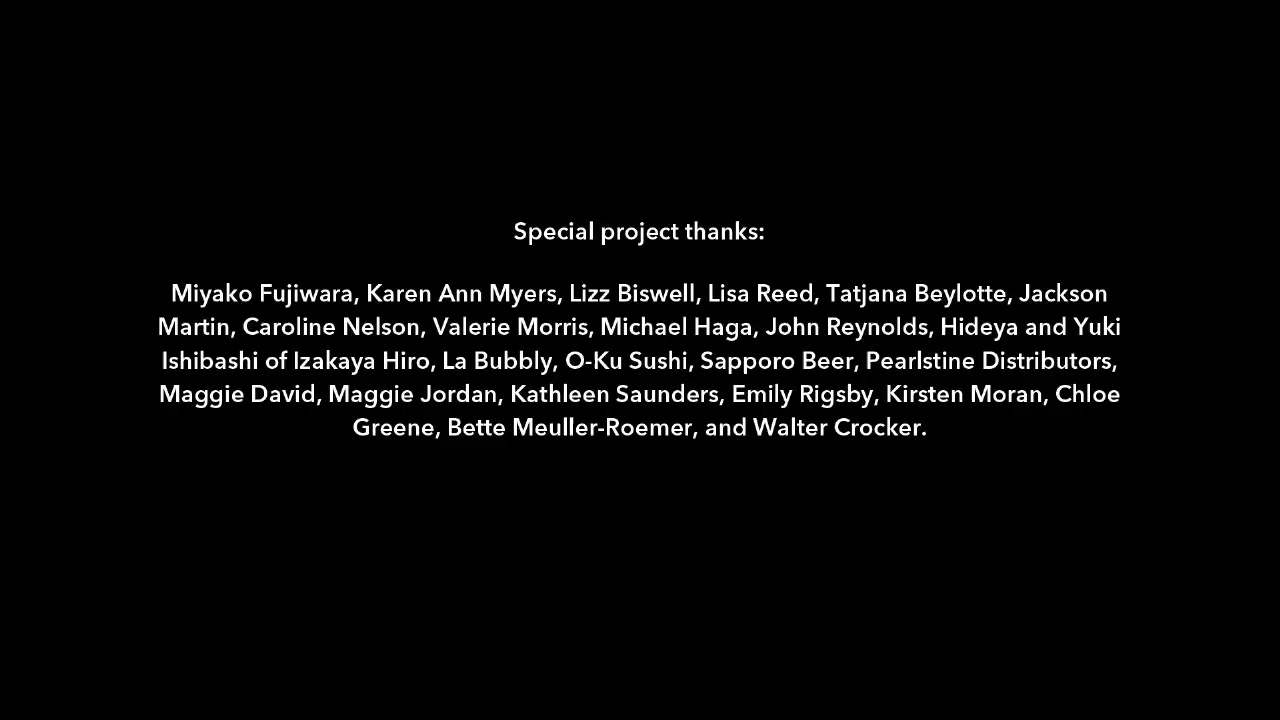 Special project thanks:
Miyako Fujiwara, Karen Ann Myers, Lizz Biswell, Lisa Reed, Tatjana Beylotte, Jackson
Martin, Caroline Nelson, Valerie Morris, Michael Haga, John Reynolds, Hideya and Yuki
Ishibashi of Izakaya Hiro, La Bubbly, O-Ku Sushi, Sapporo Beer, Pearlstine Distributors,
Maggie David, Maggie Jordan, Kathleen Saunders, Emily Rigsby, Kirsten Moran, Chloe
Greene, Bette Meuller-Roemer, and Walter Crocker.